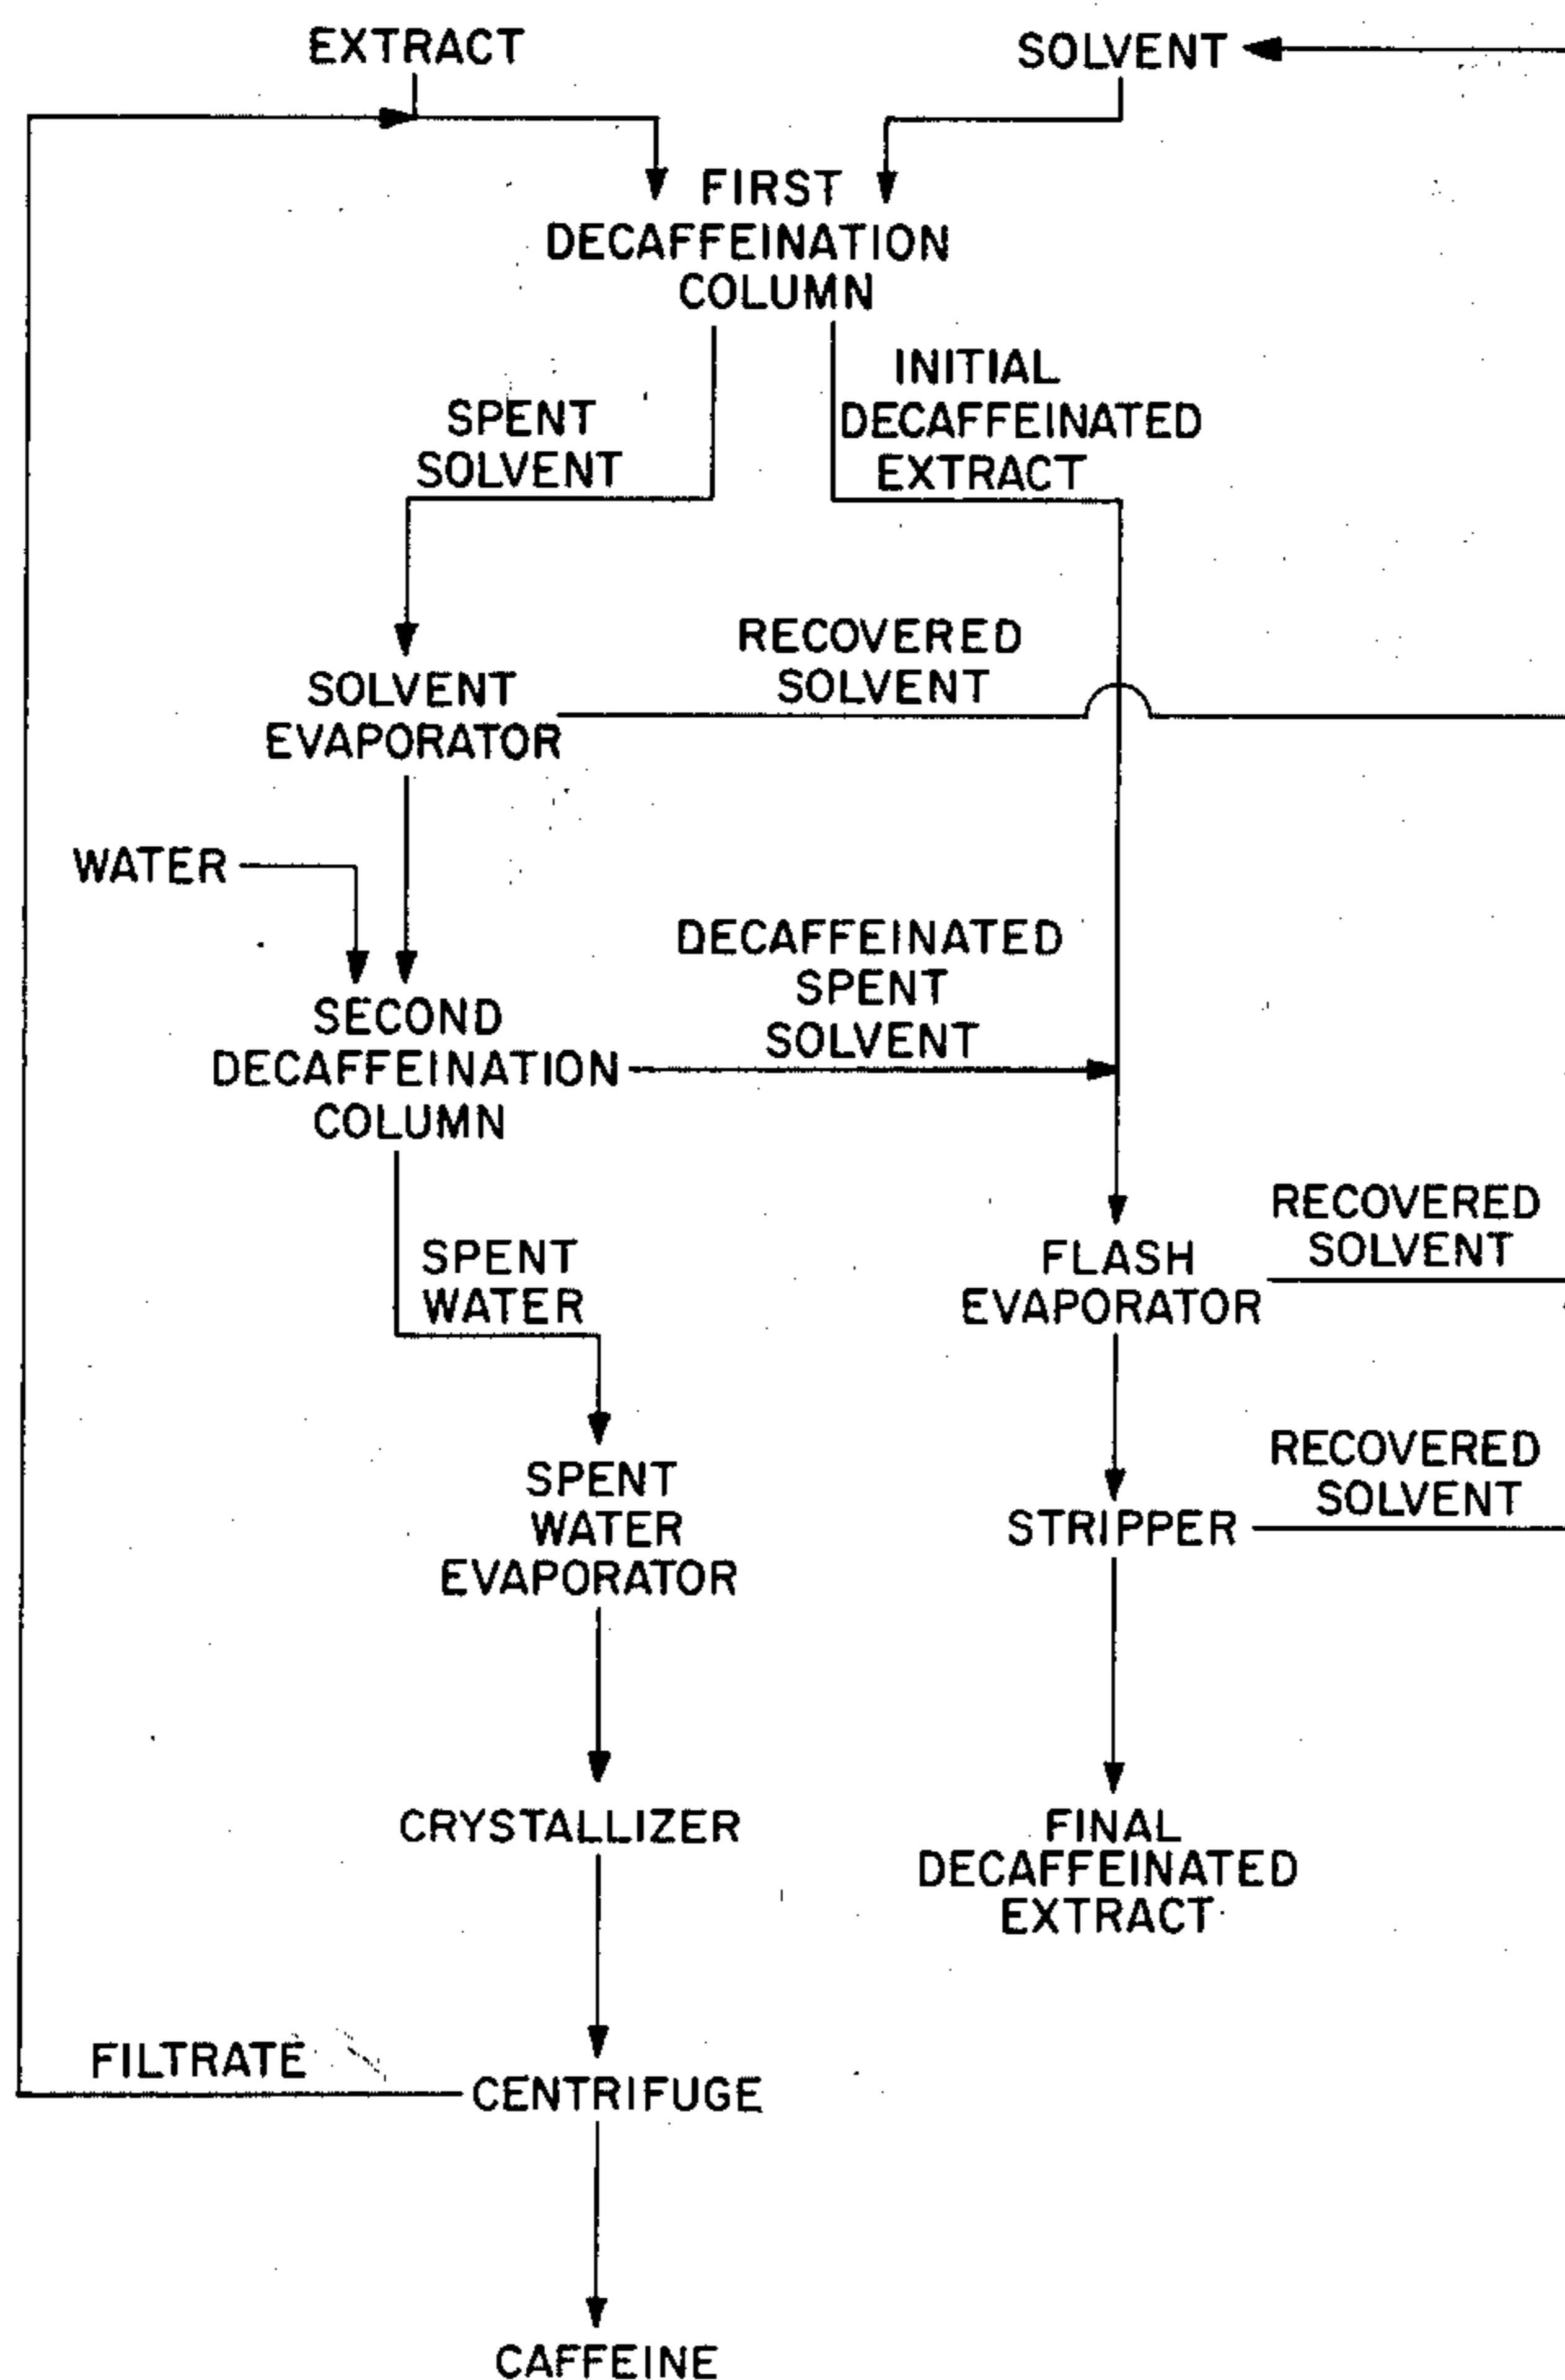 EXTRACT
SOLVENT
FIRST
DECAFFEINATION
COLUMN
INITIAL
DECAFFEINATED
EXTRACT
SPENT
SOLVENT
RECOVERED
SOLVENT
SOLVENT
EVAPORATOR
WATER
DECAFFEINATED
SPENT
SOLVENT
SECOND
DECAFFEINATION
COLUMN
RECOVERED
SOLVENT
SPENT
WATER
FLASH
EVAPORATOR
RECOVERED
SOLVENT
SPENT
WATER
EVAPORATOR
STRIPPER
CRYSTALLIZER
FINAL
DECAFFEINATED
EXTRACT
FILTRATE
CENTRIFUGE
CAFFEINE